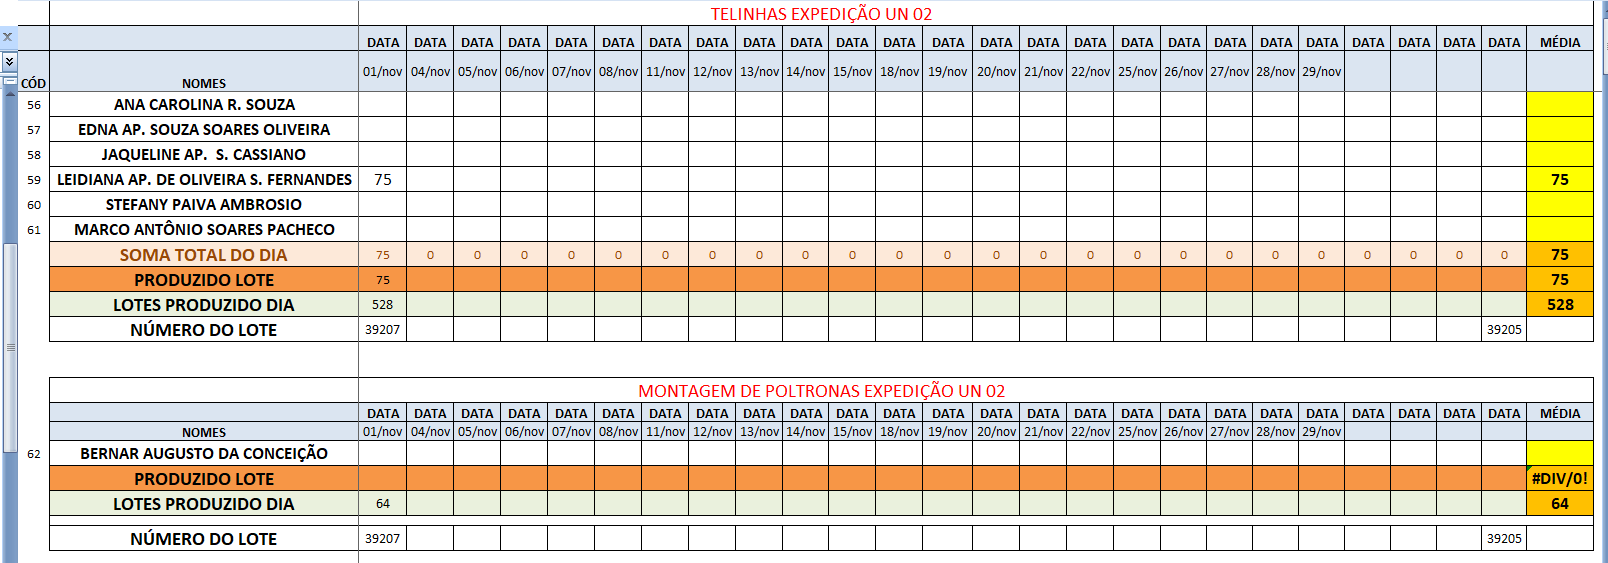 TELINHAS EXPEDIÇÃO UN 02
DATA DATA DATA DATA DATA DATA DATA DATA DATA DATA DATA DATA DATA DATA DATA DATA DATA DATA DATA DATA DATA DATA DATA DATA DATA MÉDIA
CÓD NOMES 01/nov 04/nov 05/nov 06/nov 07/nov 08/nov 11/nov 12/nov 13/nov 14/nov 15/nov 18/nov 19/nov 20/nov 21/nov 22/nov 25/nov 26/nov 27/nov 28/nov 29/nov
56 ANA CAROLINA R. SOUZA
57 EDNA AP. SOUZA SOARES OLIVEIRA
58 JAQUELINE AP. S. CASSIANO
59 LEIDIANA AP. DE OLIVEIRA S. FERNANDES 75 75
60 STEFANY PAIVA AMBROSIO
61 MARCO ANTÔNIO SOARES PACHECO
SOMA TOTAL DO DIA 75 0 0 0 0 0 0 0 0 0 0 0 0 0 0 0 0 0 0 0 0 0 0 0 0 75
PRODUZIDO LOTE 75 75
LOTES PRODUZIDO DIA 528 528
NÚMERO DO LOTE 39207 39205
MONTAGEM DE POLTRONAS EXPEDIÇÃO UN 02
DATA DATA DATA DATA DATA DATA DATA DATA DATA DATA DATA DATA DATA DATA DATA DATA DATA DATA DATA DATA DATA DATA DATA DATA DATA MÉDIA
NOMES 01/nov 04/nov 05/nov 06/nov 07/nov 08/nov 11/nov 12/nov 13/nov 14/nov 15/nov 18/nov 19/nov 20/nov 21/nov 22/nov 25/nov 26/nov 27/nov 28/nov 29/nov
62 BERNAR AUGUSTO DA CONCEIÇÃO
PRODUZIDO LOTE #DIV/0!
LOTES PRODUZIDO DIA 64 64
NÚMERO DO LOTE 39207 39205